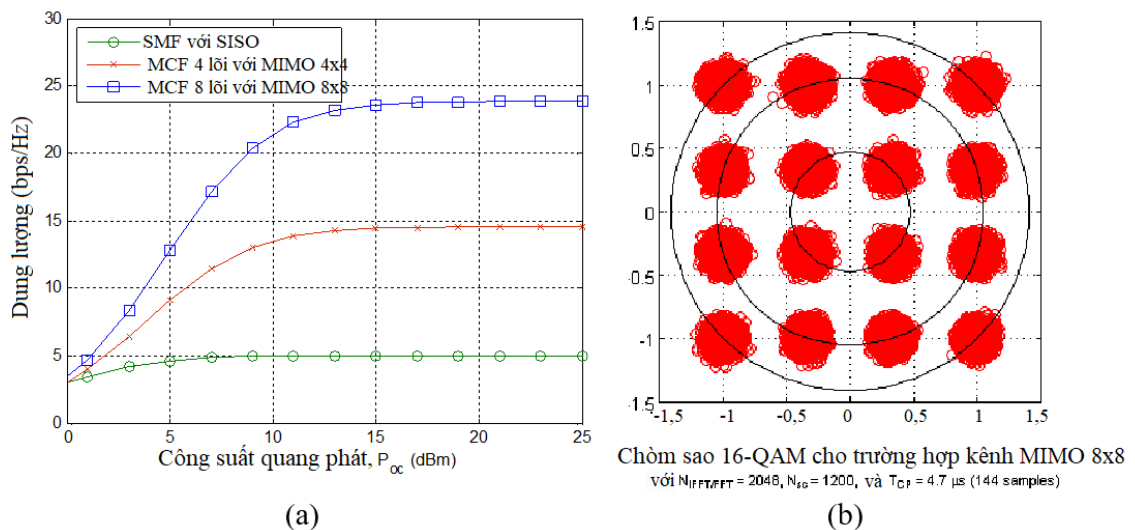 30
25
20
15
10
5
0
Dung lượng (bps/Hz)
SMF với SISO
MCF 4 lõi với MIMO 4x4
MCF 8 lõi với MIMO 8x8
0 5 10 15 20 25
Công suất quang phát, Poc (dBm)
(a)
1.5
1
0.5
0
-0.5
-1
-1.5
-1,5 -1 -0,5 0 0,5 1 1,5
Chòm sao 16-QAM cho trường hợp kênh MIMO 8x8
với NIFFT/FFT = 2048, Nsc = 1200, và TCP = 4.7 μs (144 samples)
(b)